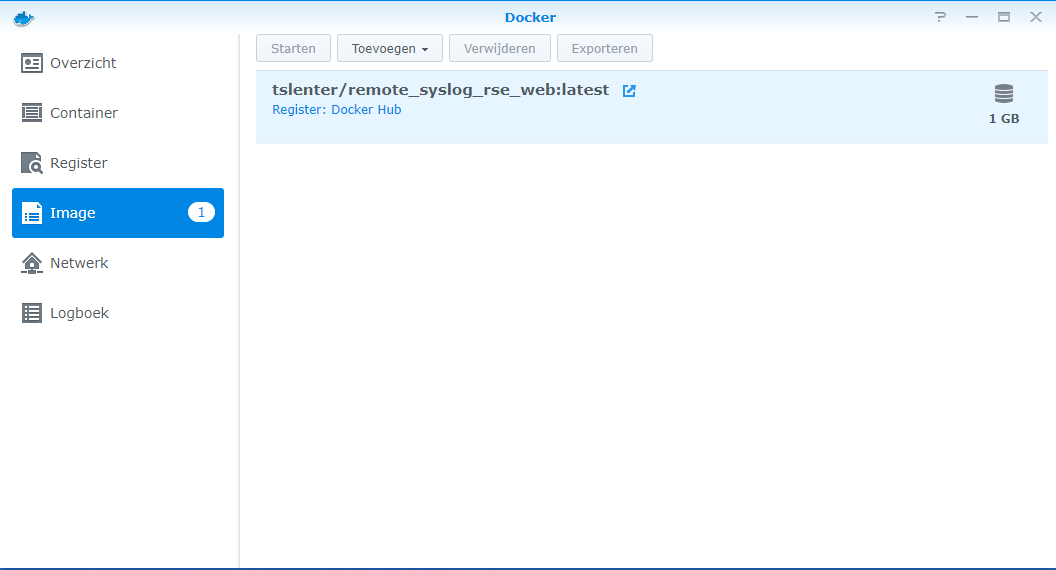 Docker
Overzicht
Container
Register
Image 1
Netwerk
Logboek
Starten Toevoegen Verwijderen Exporteren
tslenter/remote_syslog_rse_web:latest
Register: Docker Hub
1 GB